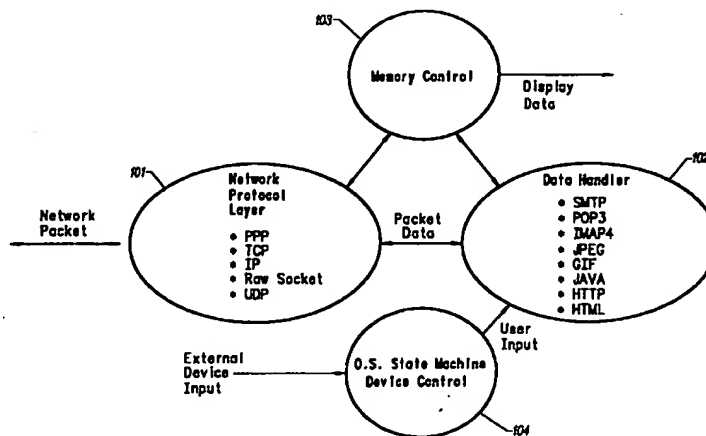 103
Memory Control
Display
Data
101
Network
Protocol
Layer
• PPP
• TCP
• IP
• Raw Socket
• UDP
Network
Packet
Packet
Data
102
Data Handler
• SMTP
• POP3
• IMAP4
• JPEG
• GIF
• JAVA
• HTTP
• HTML
User
Input
External
Device
Input
O.S. State Machine
Device Control
104